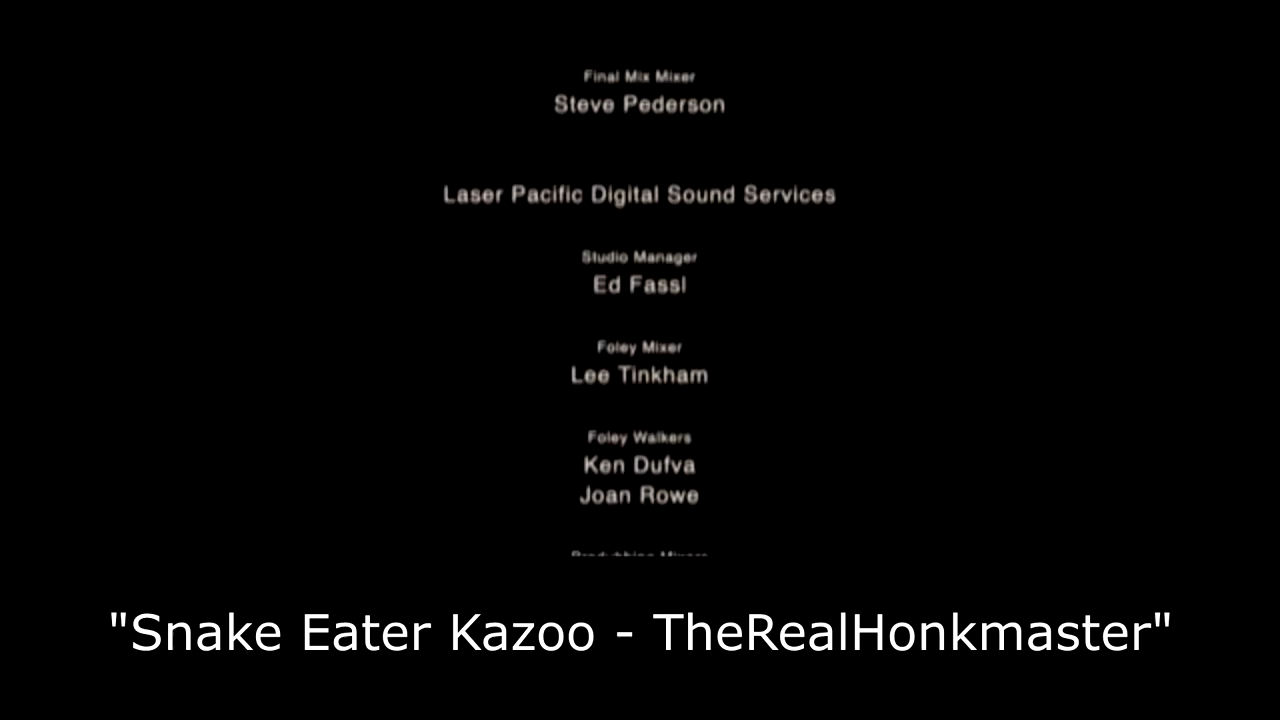 Final Mix Mixer
Steve Pederson
Laser Pacific Digital Sound Services
Studio Manager
Ed Fassl
Foley Mixer
Lee Tinkham
Foley Walkers
Ken Dufva
Joan Rowe
"Snake Eater Kazoo - TheRealHonkmaster"